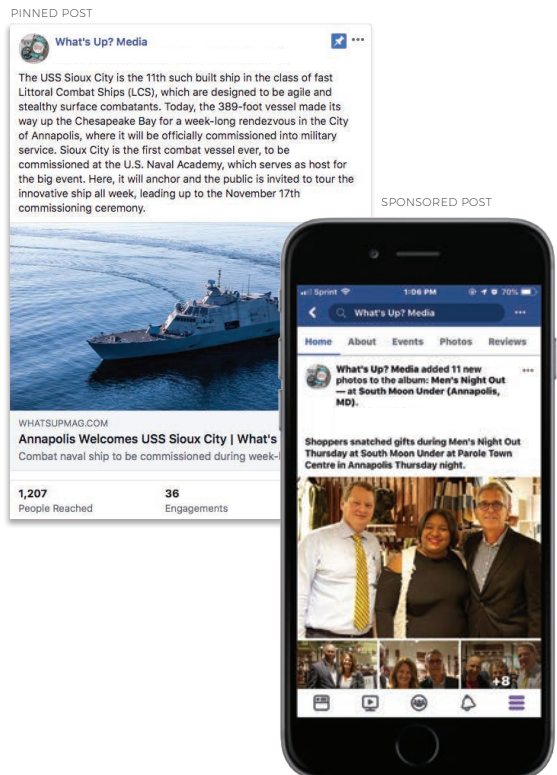 PINNED POST
What's Up? Media
The USS Sioux City is the 11th such built ship in the class of fast
Littoral Combat Ships (LCS), which are designed to be agile and
stealthy surface combatants. Today, the 389-foot vessel made its
way up the Chesapeake Bay for a week-long rendezvous in the City
of Annapolis, where it will be officially commissioned into military
service. Sioux City is the first combat vessel ever, to be
commissioned at the U.S. Naval Academy, which serves as host for
the big event. Here, it will anchor and the public is invited to tour the
innovative ship all week, leading up to the November 17th
commissioning ceremony.
WHATSUPMAG.COM
Annapolis Welcomes USS Sioux City | What's
Combat naval ship to be commissioned during week-
1,207
People Reached
36
Engagements
SPONSORED POST
Sprint
1:06 PM
70%
What's Up? Media
Home About Events Photos Reviews
What's Up? Media added 11 new
photos to the album: Men's Night Out
— at South Moon Under (Annapolis,
MD).
Shoppers snatched gifts during Men's Night Out
Thursday at South Moon Under at Parole Town
Centre in Annapolis Thursday night.
+8